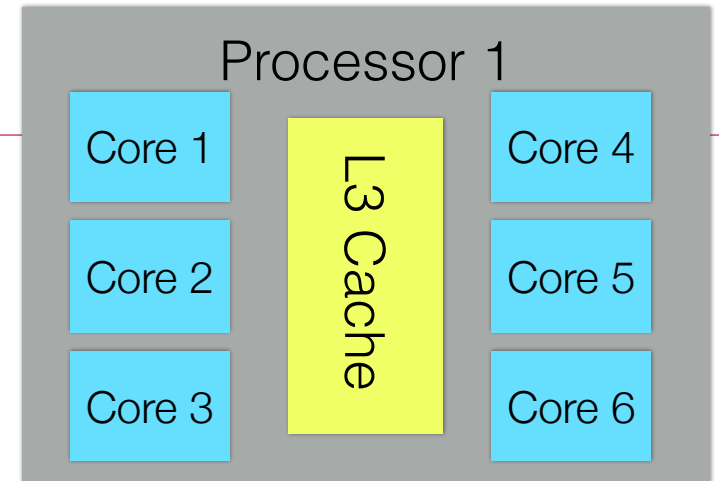 Processor 1
Core 1
Core 2
Core 3
L3 Cache
Core 4
Core 5
Core 6